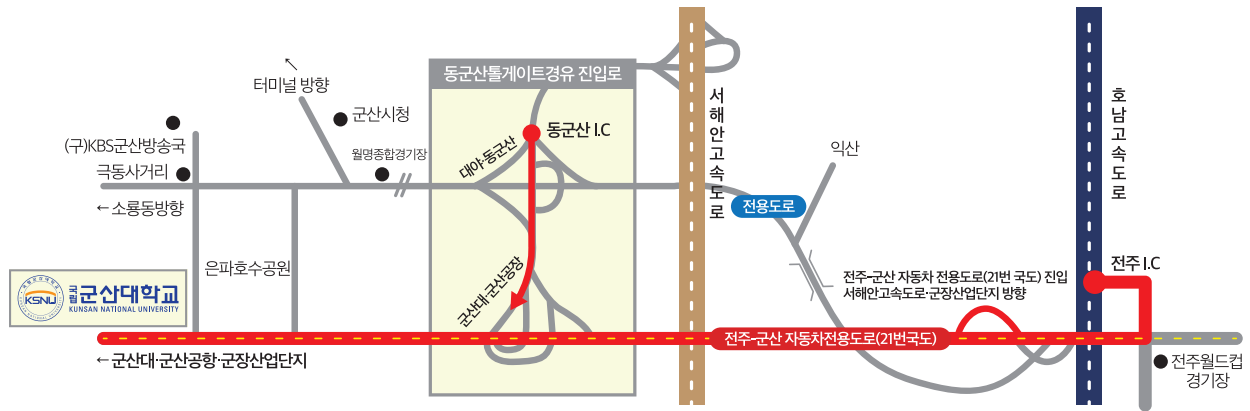 동군산톨게이트경유 진입로
↖
터미널 방향
군산시청
(구)KBS군산방송국
월명종합경기장
극동사거리
← 소룡동방향
은파호수공원
KSNU
국립 군산대학교
KUNSAN NATIONAL UNIVERSITY
← 군산대·군산공항·군장산업단지
동군산 I.C
대야·동군산
군산대·군산공장
서해안고속도로
전용도로
익산
호남고속도로
전주 I.C
전주-군산 자동차 전용도로(21번 국도) 진입
서해안고속도로·군장산업단지 방향
전주-군산 자동차전용도로(21번국도)
전주월드컵
경기장